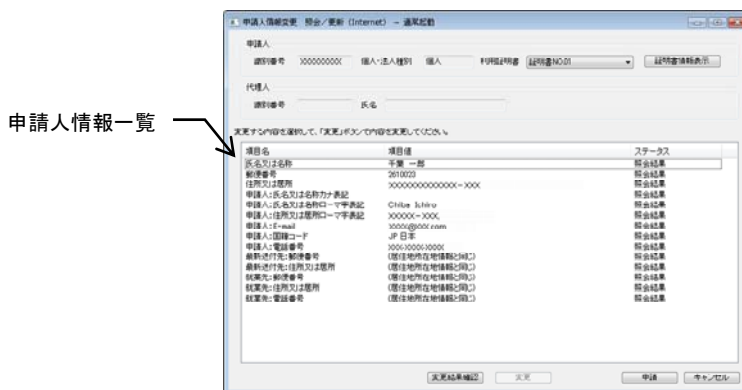 申請人情報変更 照会/更新 (Internet) － 通常起動
申請人
識別番号 XXXXXXXXX 個人・法人種別 個人 利用証明書 証明書NO.01 証明書情報表示
代理人
識別番号 氏名
申請人情報一覧
変更する内容を選択して、「変更」ボタンで内容を変更してください。
項目名 項目値 ステータス
氏名又は名称 千葉 一郎 照会結果
郵便番号 2610023 照会結果
住所又は居所 XXXXXXXXXXXXX－XXX 照会結果
申請人:氏名又は名称カナ表記 照会結果
申請人:氏名又は名称ローマ字表記 Chiba Ichiro 照会結果
申請人:住所又は居所ローマ字表記 XXXXX－XXX, 照会結果
申請人:E-mail XXXX@XXX.com 照会結果
申請人:国籍コード JP 日本 照会結果
申請人:電話番号 XXX-XXXX-XXXX 照会結果
最新送付先:郵便番号 (居住地所在地情報と同じ) 照会結果
最新送付先:住所又は居所 (居住地所在地情報と同じ) 照会結果
就業先:郵便番号 (居住地所在地情報と同じ) 照会結果
就業先:住所又は居所 (居住地所在地情報と同じ) 照会結果
就業先:電話番号 (居住地所在地情報と同じ) 照会結果
変更結果確認 変更 申請 キャンセル